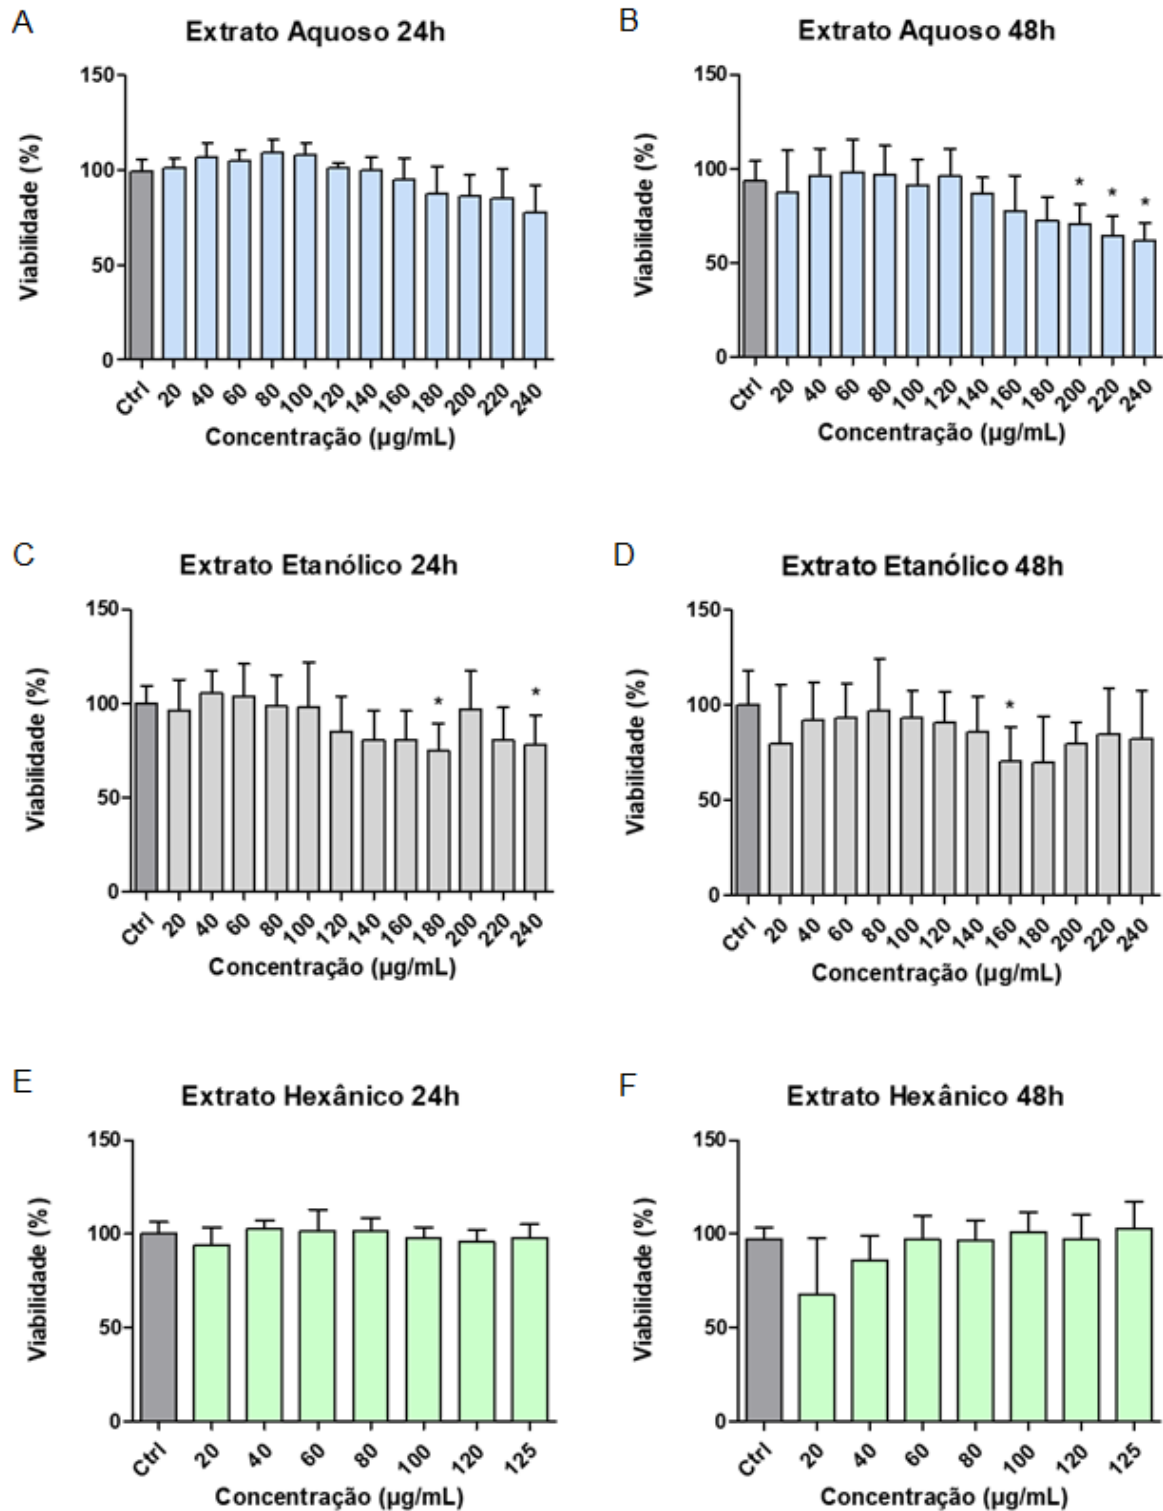 A
Extrato Aquoso 24h
150
100
50
0
Viabilidade (%)
Ctrl 20 40 60 80 100 120 140 160 180 200 220 240
Concentração (µg/mL)
B
Extrato Aquoso 48h
150
100
50
0
Viabilidade (%)
* * *
Ctrl 20 40 60 80 100 120 140 160 180 200 220 240
Concentração (µg/mL)
C
Extrato Etanólico 24h
150
100
50
0
Viabilidade (%)
* *
Ctrl 20 40 60 80 100 120 140 160 180 200 220 240
Concentração (µg/mL)
D
Extrato Etanólico 48h
150
100
50
0
Viabilidade (%)
*
Ctrl 20 40 60 80 100 120 140 160 180 200 220 240
Concentração (µg/mL)
E
Extrato Hexânico 24h
150
100
50
0
Viabilidade (%)
Ctrl 20 40 60 80 100 120 125
Concentração (µg/mL)
F
Extrato Hexânico 48h
150
100
50
0
Viabilidade (%)
Ctrl 20 40 60 80 100 120 125
Concentração (µg/mL)